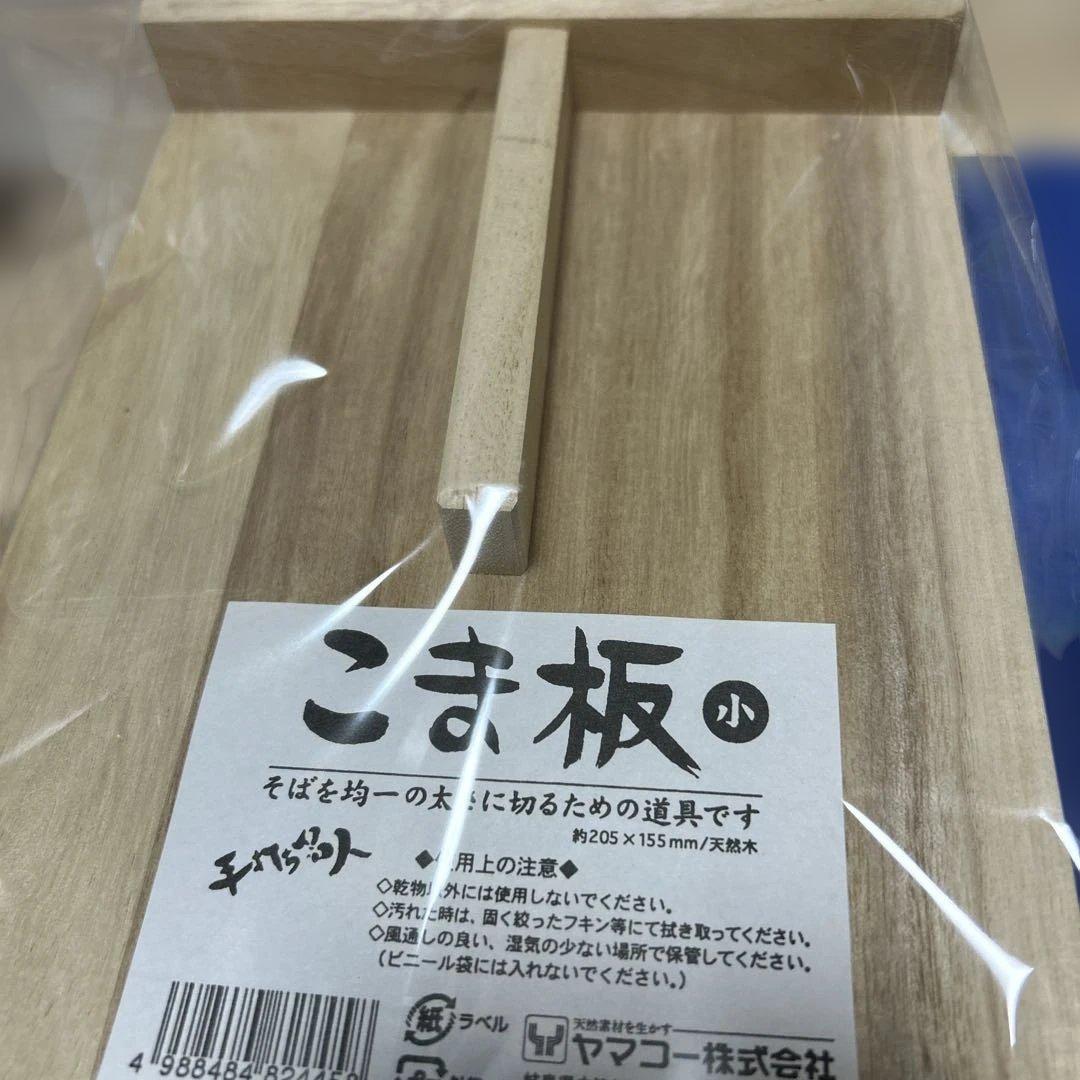 こま板 小
そばを均一の太さに切るための道具です
約205×155mm/天然木
◆使用上の注意◆
◇乾物以外には使用しないでください。
◇汚れた時は、固く絞ったフキン等にて拭き取ってください。
◇風通しの良い、湿気の少ない場所で保管してください。
(ビニール袋には入れないでください。)
紙 ラベル
天然素材を生かす
ヤマコー株式会社
4 988484 82445